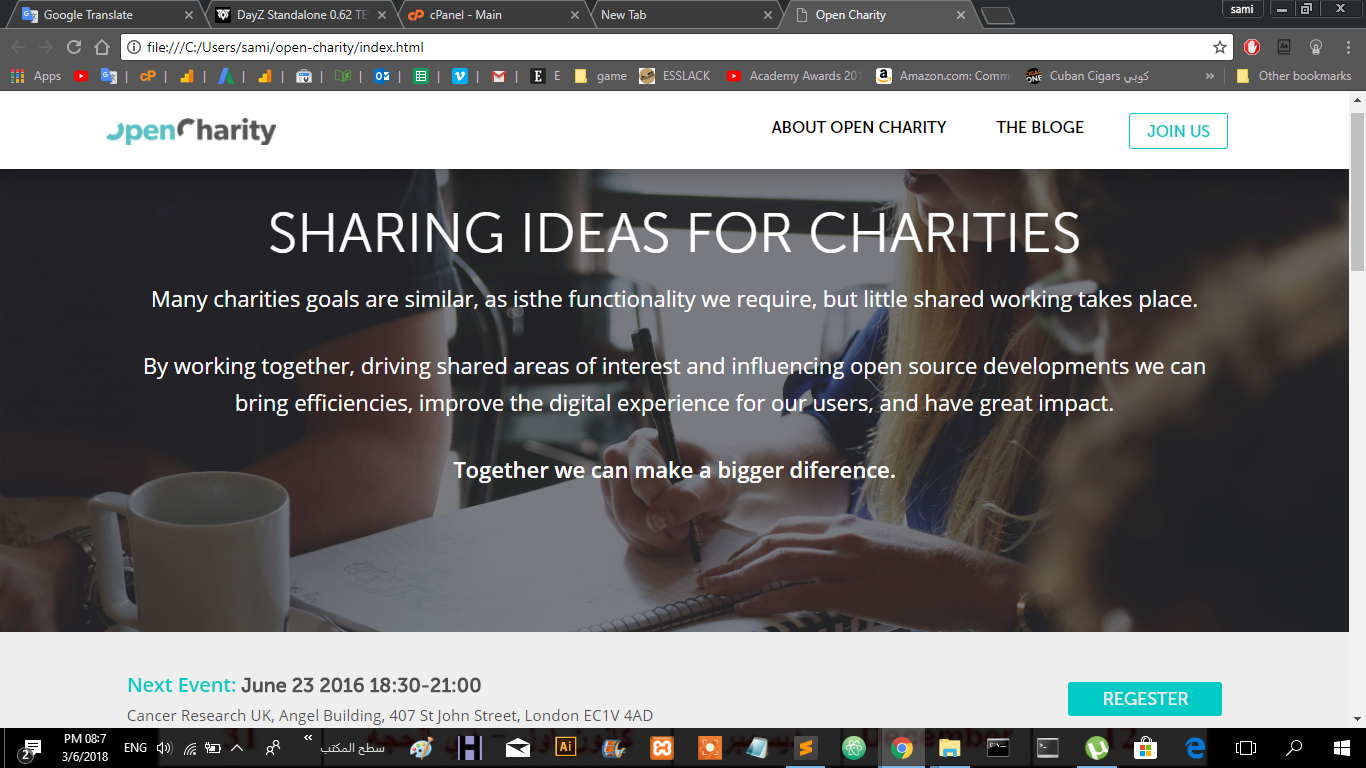 Google Translate
DayZ Standalone 0.62 TE
cPanel - Main
New Tab
Open Charity
sami
file:///C:/Users/sami/open-charity/index.html
Apps
cP
E
game
ESSLACK
Academy Awards 201
Amazon.com: Comm
Cuban Cigars كوبي
Other bookmarks
OpenCharity
ABOUT OPEN CHARITY
THE BLOGE
JOIN US
SHARING IDEAS FOR CHARITIES
Many charities goals are similar, as isthe functionality we require, but little shared working takes place.
By working together, driving shared areas of interest and influencing open source developments we can
bring efficiencies, improve the digital experience for our users, and have great impact.
Together we can make a bigger diference.
Next Event: June 23 2016 18:30-21:00
REGESTER
Cancer Research UK, Angel Building, 407 St John Street, London EC1V 4AD
PM 08:7
3/6/2018
ENG
سطح المكتب